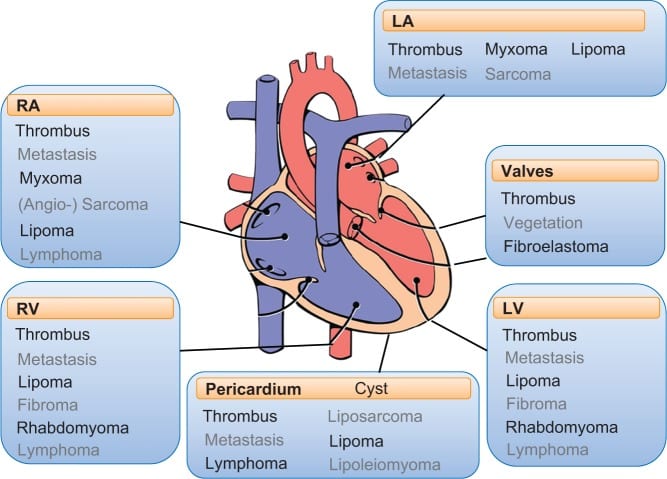 LA
Thrombus Myxoma Lipoma
Metastasis Sarcoma
RA
Thrombus
Metastasis
Myxoma
(Angio-) Sarcoma
Lipoma
Lymphoma
Valves
Thrombus
Vegetation
Fibroelastoma
RV
Thrombus
Metastasis
Lipoma
Fibroma
Rhabdomyoma
Lymphoma
LV
Thrombus
Metastasis
Lipoma
Fibroma
Rhabdomyoma
Lymphoma
Pericardium Cyst
Thrombus Liposarcoma
Metastasis Lipoma
Lymphoma Lipoleiomyoma